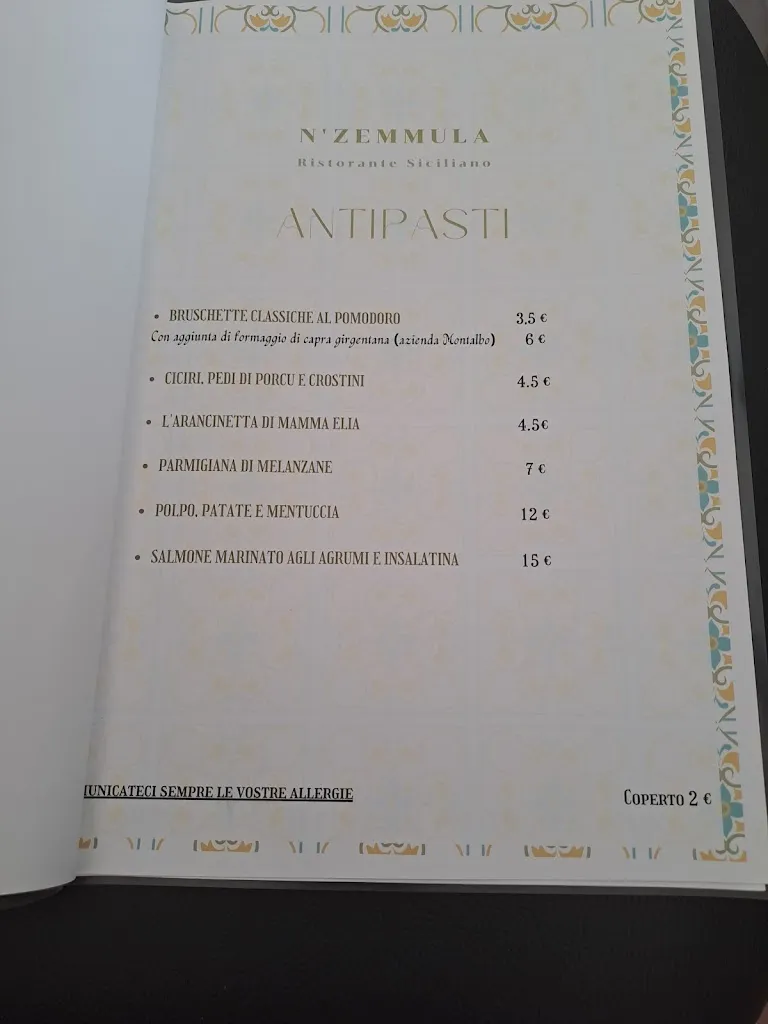 N'ZEMMULA
Ristorante Siciliano
ANTIPASTI
• BRUSCHETTE CLASSICHE AL POMODORO 3.5 €
Con aggiunta di formaggio di capra girgentana (azienda Montalbo) 6 €
• CICIRI, PEDI DI PORCU E CROSTINI 4.5 €
• L'ARANCINETTA DI MAMMA ELIA 4.5€
• PARMIGIANA DI MELANZANE 7 €
• POLPO, PATATE E MENTUCCIA 12 €
• SALMONE MARINATO AGLI AGRUMI E INSALATINA 15 €
MUNICATECI SEMPRE LE VOSTRE ALLERGIE COPERTO 2 €